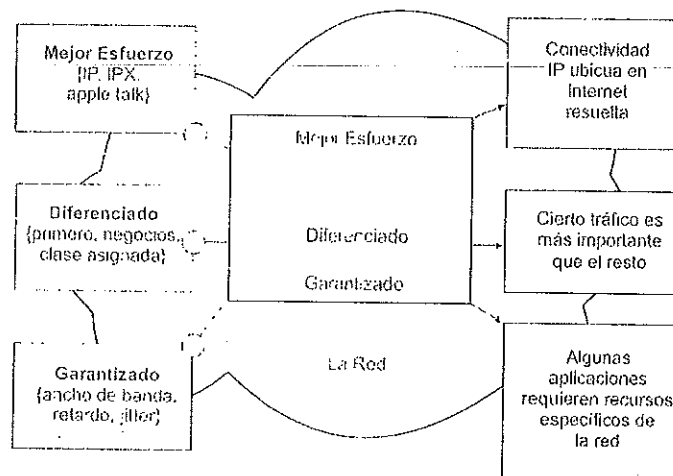 Mejor Esfuerzo
{IP, IPX,
apple talk}
Diferenciado
{primero, negocios,
clase asignada}
Garantizado
{ancho de banda,
retardo, jitter}
Mejor Esfuerzo
Diferenciado
Garantizado
La Red
Conectividad
IP ubicua en
Internet
resuelta
Cierto tráfico es
más importante
que el resto
Algunas
aplicaciones
requieren recursos
específicos de
la red